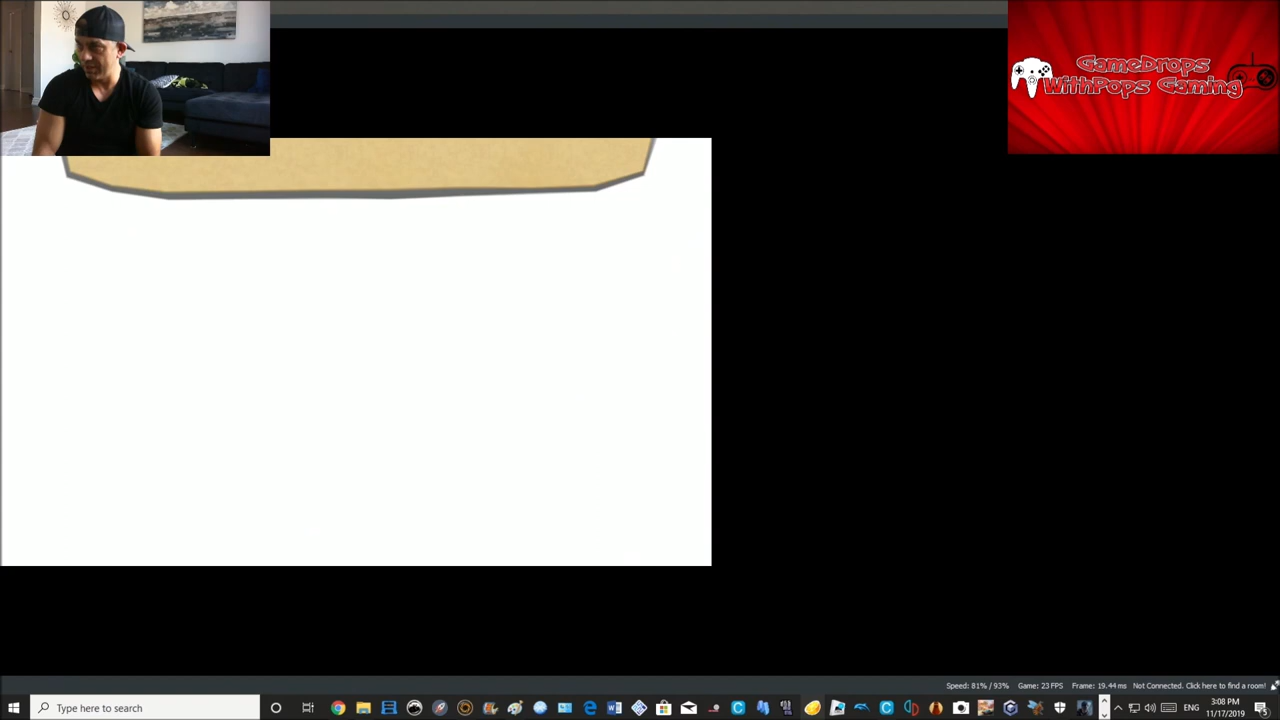 GameDrops
WithPops Gaming
Speed: 81% / 93% Game: 23 FPS Frame: 19.44 ms Not Connected. Click here to find a room!
Type here to search
ENG
3:08 PM
11/17/2019